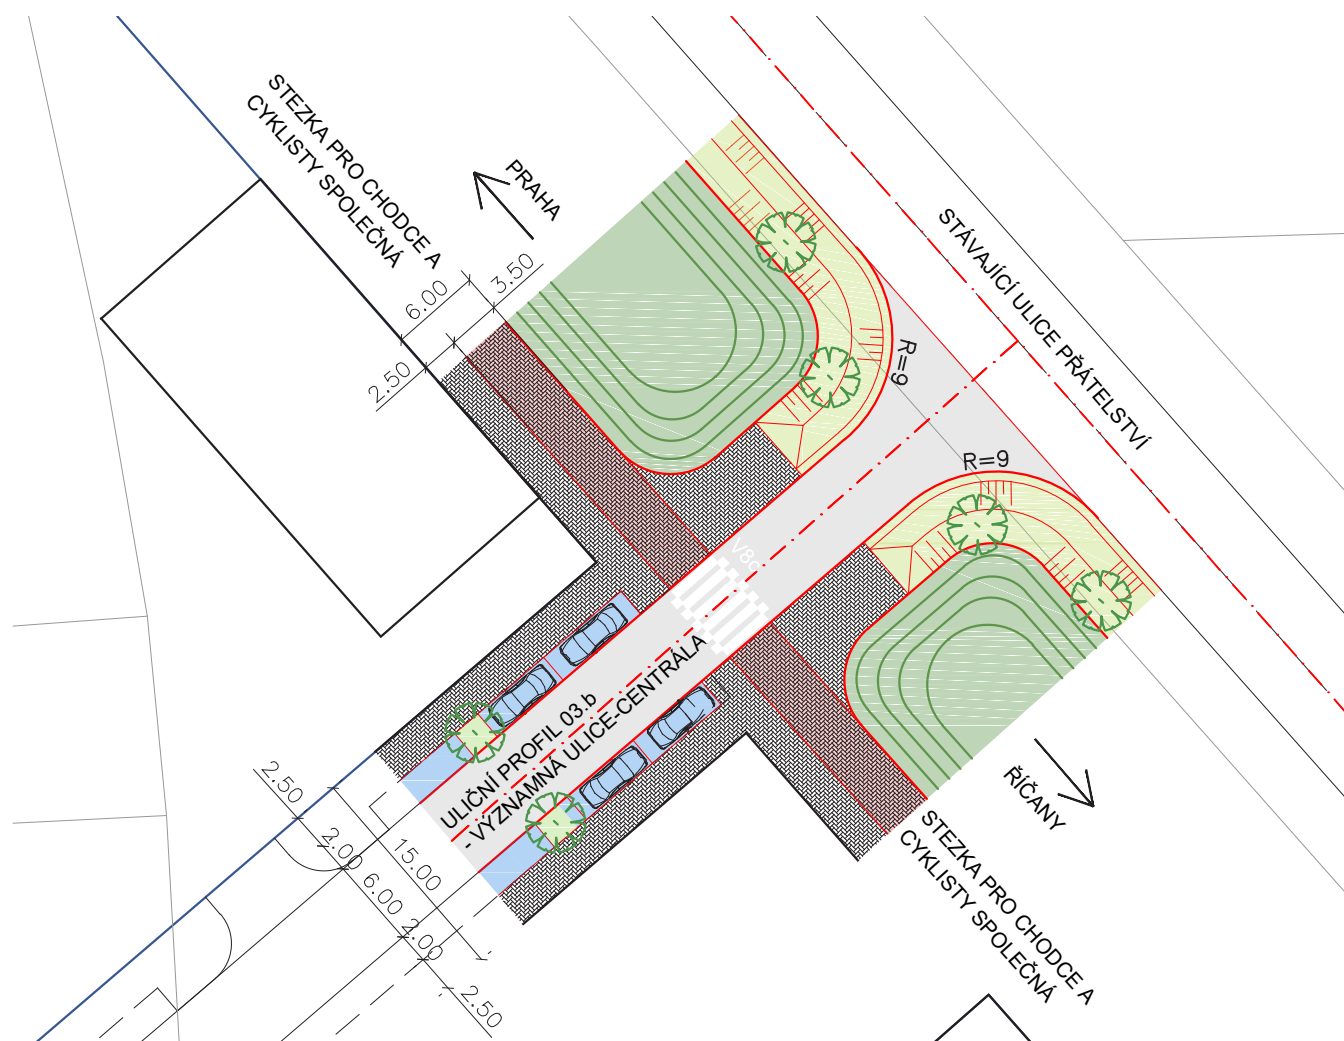 STEZKA PRO CHODCE A
CYKLISTY SPOLEČNÁ
PRAHA
6.00
3.50
2.50
STÁVAJÍCÍ ULICE PŘÁTELSTVÍ
R=9
R=9
ULIČNÍ PROFIL 03.b
- VÝZNAMNÁ ULICE-CENTRÁLA
ŘÍČANY
STEZKA PRO CHODCE A
CYKLISTY SPOLEČNÁ
2.50
2.00
15.00
6.00
2.00
2.50